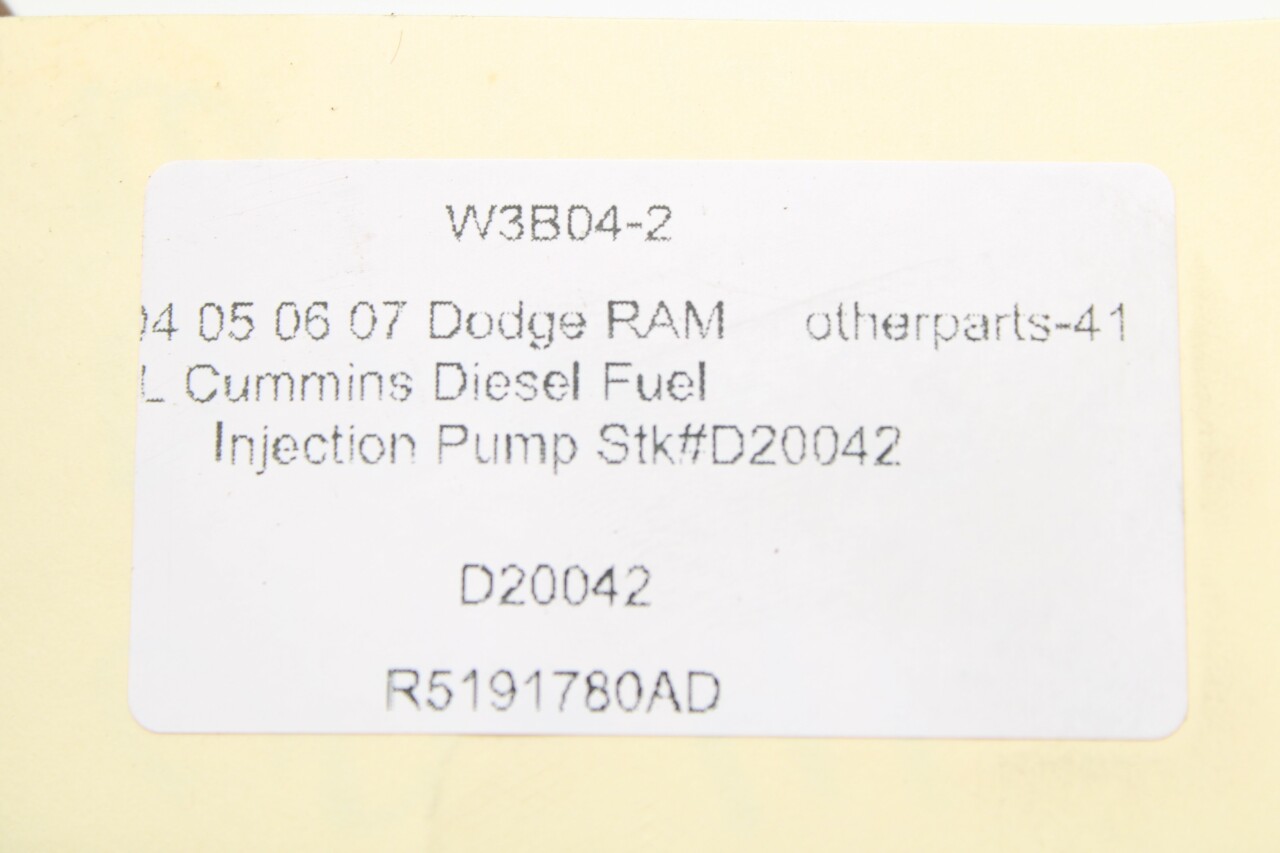 W3B04-2
04 05 06 07 Dodge RAM otherparts-41
L Cummins Diesel Fuel
Injection Pump Stk#D20042
D20042
R5191780AD